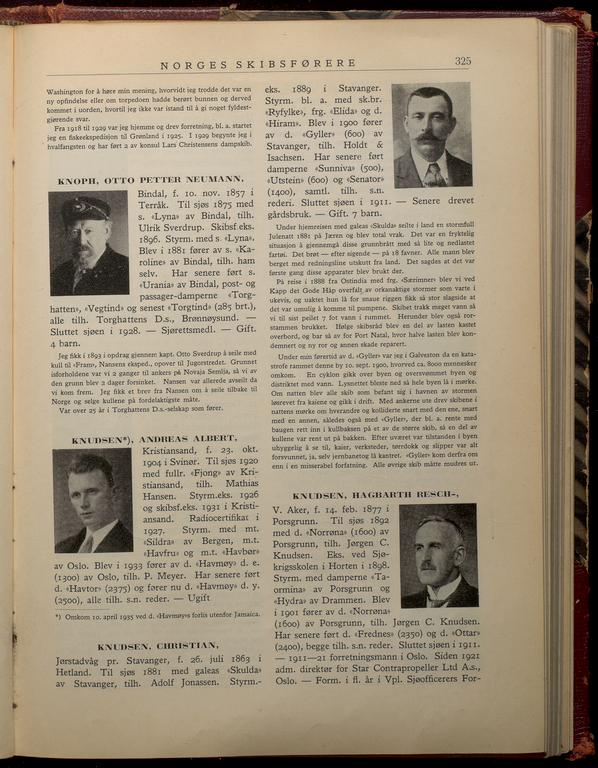 NORGES SKIBSFØRERE
325
Washington for å høre min mening, hvorvidt jeg trodde det var en
ny opfindelse eller om torpedoen hadde berørt bunnen og derved
kommet i uorden, hvortil jeg ikke var istand til å gi noget fyldest-
gjørende svar.
Fra 1918 til 1929 var jeg hjemme og drev forretning, bl. a. startet
jeg en fiskeekspedisjon til Grønland i 1925. I 1929 begynte jeg i
hvalfangsten og har ført 2 av konsul Lars Christensens dampskib.
KNOPH, OTTO PETTER NEUMANN,
Bindal, f. 10. nov. 1857 i
Terråk. Til sjøs 1875 med
s. «Lyna» av Bindal, tilh.
Ulrik Sverdrup. Skibsf.eks.
1896. Styrm. med s. «Lyna».
Blev i 1881 fører av s. «Ka-
roline» av Bindal, tilh. ham
selv. Har senere ført s.
«Urania» av Bindal, post- og
passager-damperne «Torg-
hatten», «Vegtind» og senest «Torgtind» (285 brt.),
alle tilh. Torghattens D.s., Brønnøysund. —
Sluttet sjøen i 1928. — Sjørettsmedl. — Gift.
4 barn.
Jeg fikk i 1893 i opdrag gjennem kapt. Otto Sverdrup å seile med
kull til «Fram», Nansens eksped., opover til Jugorstredet. Grunnet
isforholdene var vi 2 ganger til ankers på Novaja Semlja, så vi av
den grunn blev 2 dager forsinket. Nansen var allerede avseilt da
vi kom frem. Jeg fikk et brev fra Nansen om å seile tilbake til
Norge og selge kullene på fordelaktigste måte.
Var over 25 år i Torghattens D.s.-selskap som fører.
KNUDSEN*), ANDREAS ALBERT,
Kristiansand, f. 23. okt.
1904 i Svinør. Til sjøs 1920
med fullr. «Fjong» av Kri-
stiansand, tilh. Mathias
Hansen. Styrm.eks. 1926
og skibsf.eks. 1931 i Kristi-
ansand. Radiocertifikat i
1927. Styrm. med mt.
«Sildra» av Bergen, m.t.
«Havfru» og m.t. «Havbør»
av Oslo. Blev i 1933 fører av d. «Havmøy» d. e.
(1300) av Oslo, tilh. P. Meyer. Har senere ført
d. «Havtor» (2375) og fører nu d. «Havmøy» d. y.
(2500), alle tilh. s.n. reder. — Ugift
*) Omkom 10. april 1935 ved d. «Havmøy»s forlis utenfor Jamaica.
KNUDSEN, CHRISTIAN,
Jørstadvåg pr. Stavanger, f. 26. juli 1863 i
Hetland. Til sjøs 1881 med galeas «Skulda»
av Stavanger, tilh. Adolf Jonassen. Styrm.-
eks. 1889 i Stavanger.
Styrm. bl. a. med sk.br.
«Ryfylke», frg. «Elida» og d.
«Hiram». Blev i 1900 fører
av d. «Gyller» (600) av
Stavanger, tilh. Holdt &
Isachsen. Har senere ført
damperne «Sunniva» (500),
«Utstein» (600) og «Senator»
(1400), samtl. tilh. s.n.
rederi. Sluttet sjøen i 1911. — Senere drevet
gårdsbruk. — Gift. 7 barn.
Under hjemreisen med galeas «Skulda» seilte i land en stormfull
Julenatt 1881 på Jæren og blev total vrak. Det var en fryktelig
situasjon å gjennemgå disse grunnbrått med så lite og nedlastet
fartøi. Det brøt — efter sigende — på 18 favner. Alle mann blev
berget med redningsline utskutt fra land. Det sagdes at det var
første gang disse apparater blev brukt der.
På reise i 1888 fra Ostindia med frg. «Særimner» blev vi ved
Kapp det Gode Håp overfalt av orkanaktige stormer som varte i
ukevis, og uaktet hun lå for snaue riggen fikk så stor slagside at
det var umulig å komme til pumpene. Skibet trakk meget vann så
vi til sist peilet 7 fot vann i rummet. Herunder blev også ror-
stammen brukket. Ifølge skibsråd blev en del av lasten kastet
overbord, og bar så av for Port Natal, hvor halve lasten blev kon-
demnert og ny ror og annen skade reparert.
Under min førertid av d. «Gyller» var jeg i Galveston da en kata-
strofe rammet denne by 10. sept. 1900, hvorved ca. 8000 mennesker
omkom. En cyklon gikk over byen og oversvømmet byen og
distriktet med vann. Lysnettet bleste ned så hele byen lå i mørke.
Om natten blev alle skib som befant sig i havnen av stormen
løsrevet fra kaiene og gikk i drift. Med ankerne ute drev skibene i
nattens mørke om hverandre og kolliderte snart med den ene, snart
med en annen, således også med «Gyller», der bl. a. rente med
baugen rett inn i kullbaksen på et av de større skib, så en del av
kullene var rent ut på bakken. Efter uværet var tilstanden i byen
uhyggelig å se til, kaier, verksteder, tørrdokk og slipper var alt
forsvunnet, ja, selv jernbanetog lå kantret. «Gyller» kom derfra om
enn i en miserabel forfatning. Alle øvrige skib måtte mudres ut.
KNUDSEN, HAGBARTH RESCH-,
V. Aker, f. 14. feb. 1877 i
Porsgrunn. Til sjøs 1892
med d. «Norrøna» (1600) av
Porsgrunn, tilh. Jørgen C.
Knudsen. Eks. ved Sjø-
krigsskolen i Horten i 1898.
Styrm. med damperne «Ta-
ormina» av Porsgrunn og
«Hydra» av Drammen. Blev
i 1901 fører av d. «Norrøna»
(1600) av Porsgrunn, tilh. Jørgen C. Knudsen.
Har senere ført d. «Frednes» (2350) og d. «Ottar»
(2400), begge tilh. s.n. reder. Sluttet sjøen i 1911.
— 1911—21 forretningsmann i Oslo. Siden 1921
adm. direktør for Star Contrapropeller Ltd A.s.,
Oslo. — Form. i fl. år i Vpl. Sjøofficerers For-